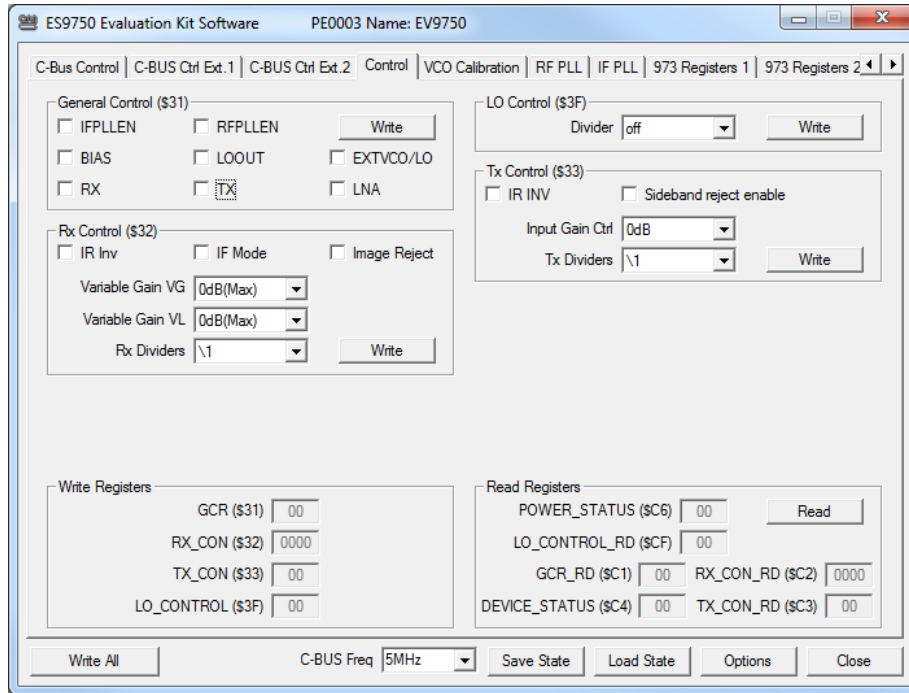 ES9750 Evaluation Kit Software PE0003 Name: EV9750
C-Bus Control C-BUS Ctrl Ext.1 C-BUS Ctrl Ext.2 Control VCO Calibration RF PLL IF PLL 973 Registers 1 973 Registers 2
General Control ($31)
IFPLLEN RFPLLEN Write
BIAS LOOUT EXTVCO/LO
RX TX LNA
Rx Control ($32)
IR Inv IF Mode Image Reject
Variable Gain VG 0dB(Max)
Variable Gain VL 0dB(Max)
Rx Dividers \1 Write
LO Control ($3F)
Divider off Write
Tx Control ($33)
IR INV Sideband reject enable
Input Gain Ctrl 0dB
Tx Dividers \1 Write
Write Registers
GCR ($31) 00
RX_CON ($32) 0000
TX_CON ($33) 00
LO_CONTROL ($3F) 00
Read Registers
POWER_STATUS ($C6) 00 Read
LO_CONTROL_RD ($CF) 00
GCR_RD ($C1) 00 RX_CON_RD ($C2) 0000
DEVICE_STATUS ($C4) 00 TX_CON_RD ($C3) 00
Write All C-BUS Freq 5MHz Save State Load State Options Close